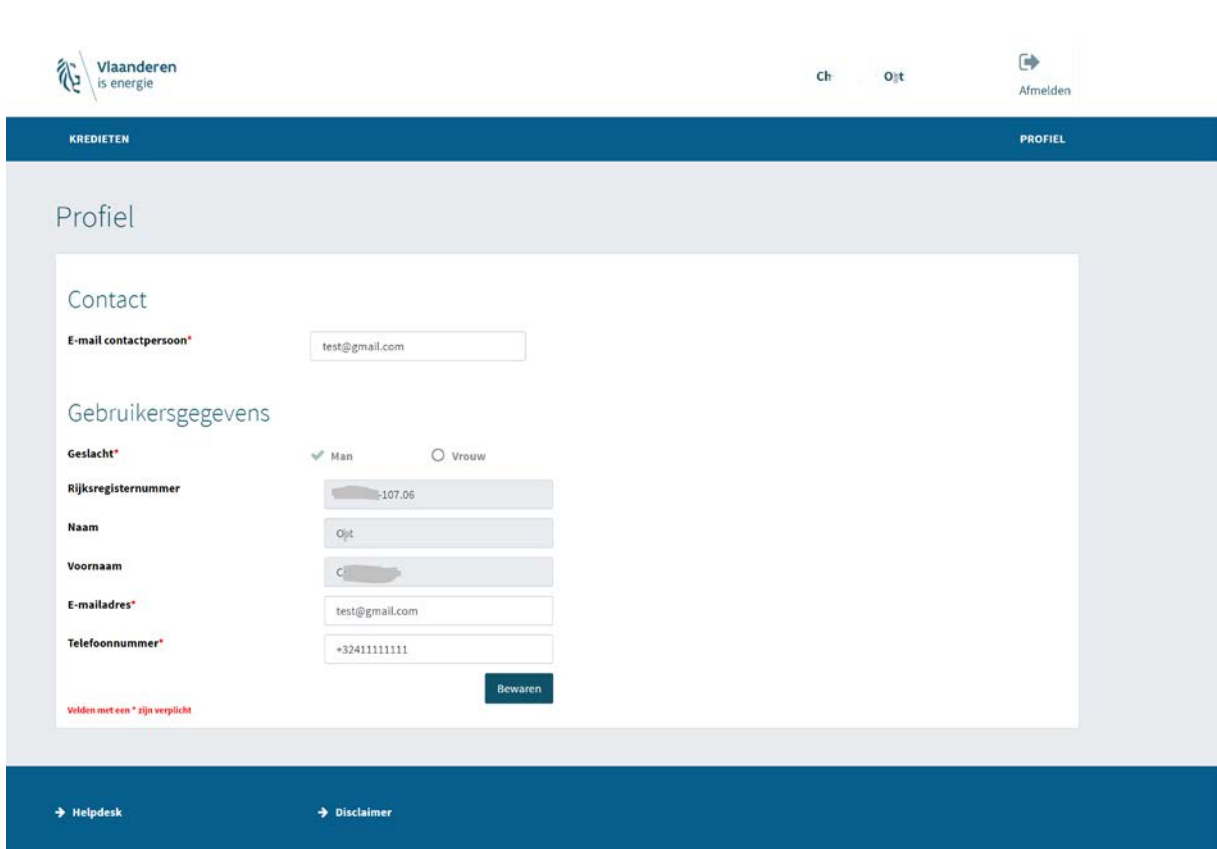 Vlaanderen
is energie
Ch
Afmelden
KREDIETEN PROFIEL
Profiel
Contact
E-mail contactpersoon* test@gmail.com
Gebruikersgegevens
Geslacht* Man Vrouw
Rijksregisternummer -107.06
Naam
Voornaam C
E-mailadres* test@gmail.com
Telefoonnummer* +32411111111
Bewaren
Velden met een * zijn verplicht
Helpdesk Disclaimer